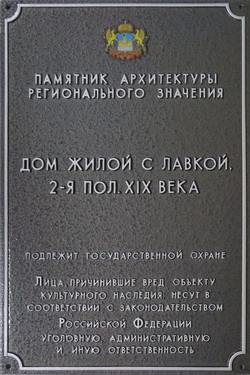 ПАМЯТНИК АРХИТЕКТУРЫ
РЕГИОНАЛЬНОГО ЗНАЧЕНИЯ
ДОМ ЖИЛОЙ С ЛАВКОЙ.
2-Я ПОЛ. XIX ВЕКА
ПОДЛЕЖИТ ГОСУДАРСТВЕННОЙ ОХРАНЕ
ЛИЦА, ПРИЧИНИВШИЕ ВРЕД ОБЪЕКТУ
КУЛЬТУРНОГО НАСЛЕДИЯ, НЕСУТ В
СООТВЕТСТВИИ С ЗАКОНОДАТЕЛЬСТВОМ
РОССИЙСКОЙ ФЕДЕРАЦИИ
УГОЛОВНУЮ, АДМИНИСТРАТИВНУЮ
И ИНУЮ ОТВЕТСТВЕННОСТЬ